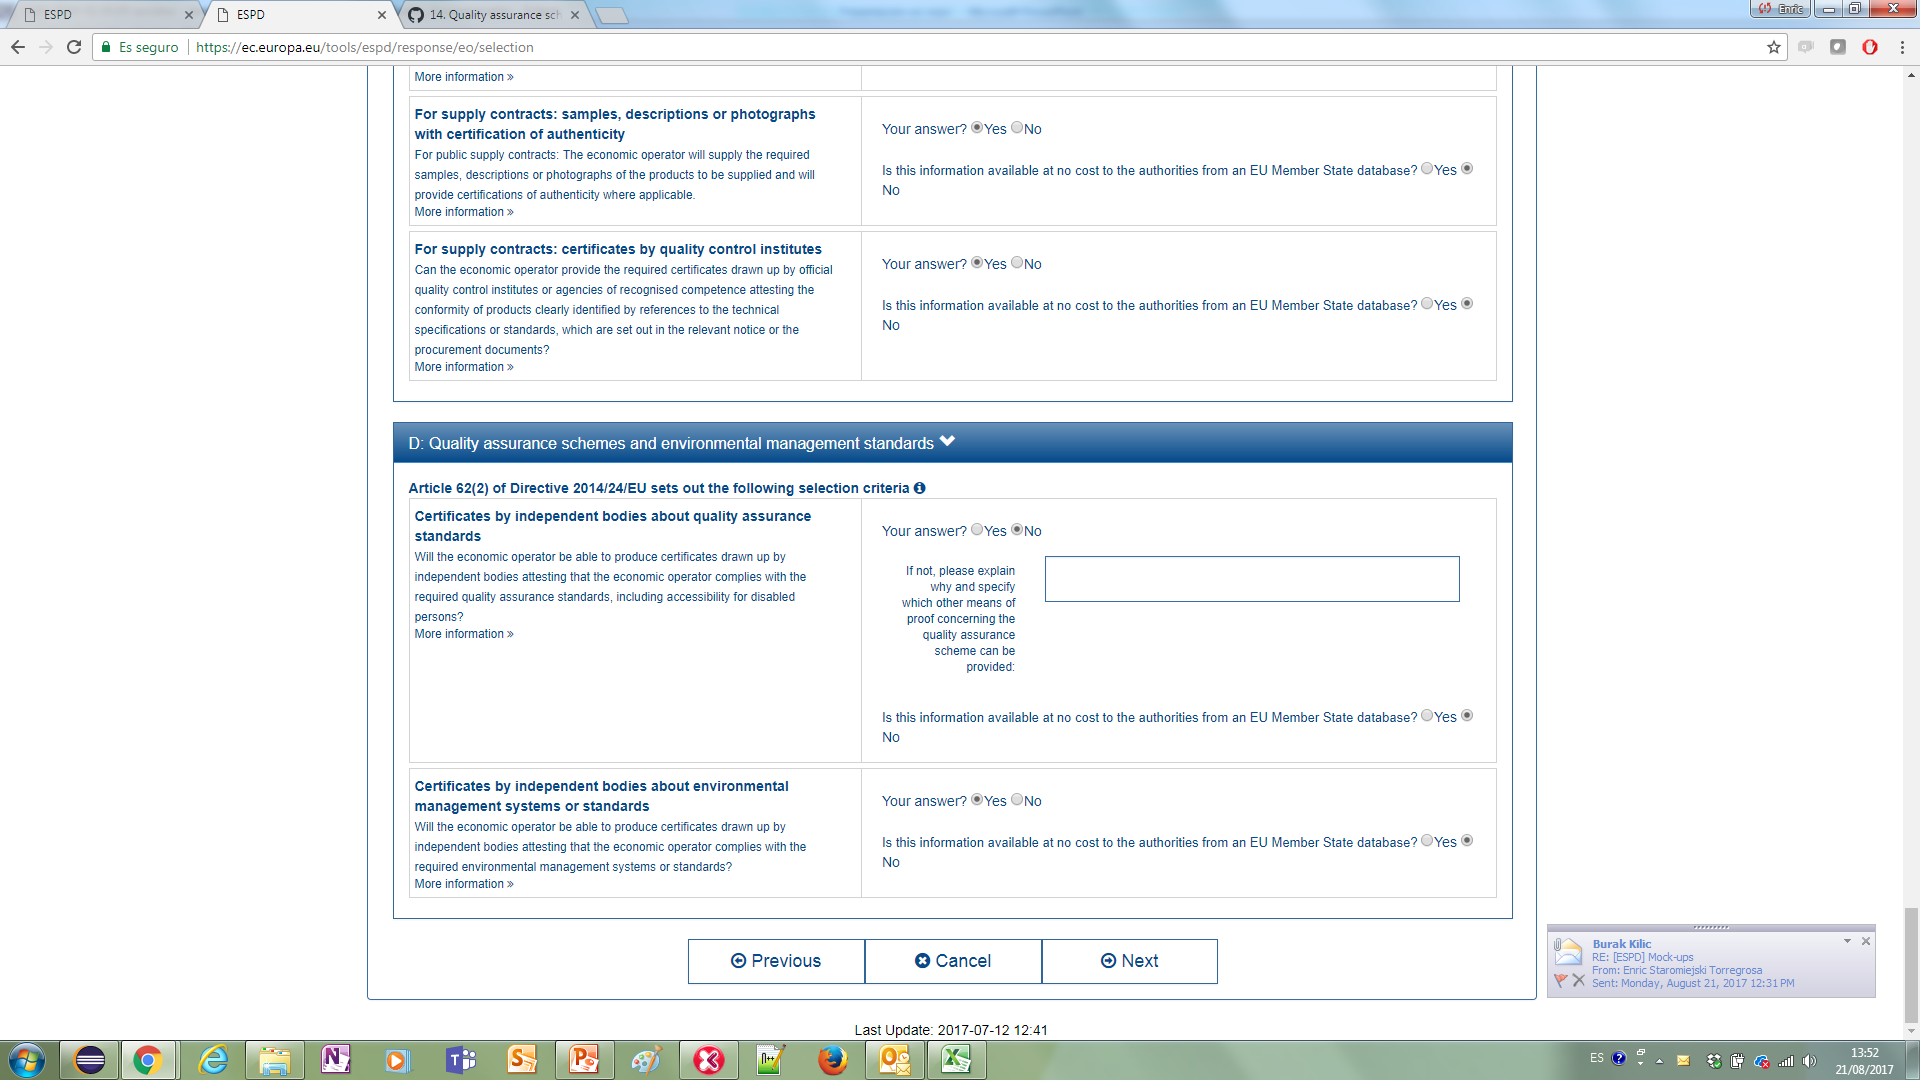 ESPD
ESPD
14. Quality assurance sch
Enric
Es seguro
https://ec.europa.eu/tools/espd/response/eo/selection
More information »
For supply contracts: samples, descriptions or photographs
with certification of authenticity
For public supply contracts: The economic operator will supply the required
samples, descriptions or photographs of the products to be supplied and will
provide certifications of authenticity where applicable.
More information »
Your answer? Yes No
Is this information available at no cost to the authorities from an EU Member State database? Yes
No
For supply contracts: certificates by quality control institutes
Can the economic operator provide the required certificates drawn up by official
quality control institutes or agencies of recognised competence attesting the
conformity of products clearly identified by references to the technical
specifications or standards, which are set out in the relevant notice or the
procurement documents?
More information »
Your answer? Yes No
Is this information available at no cost to the authorities from an EU Member State database? Yes
No
D: Quality assurance schemes and environmental management standards
Article 62(2) of Directive 2014/24/EU sets out the following selection criteria
Certificates by independent bodies about quality assurance
standards
Will the economic operator be able to produce certificates drawn up by
independent bodies attesting that the economic operator complies with the
required quality assurance standards, including accessibility for disabled
persons?
More information »
Your answer? Yes No
If not, please explain
why and specify
which other means of
proof concerning the
quality assurance
scheme can be
provided:
Is this information available at no cost to the authorities from an EU Member State database? Yes
No
Certificates by independent bodies about environmental
management systems or standards
Will the economic operator be able to produce certificates drawn up by
independent bodies attesting that the economic operator complies with the
required environmental management systems or standards?
More information »
Your answer? Yes No
Is this information available at no cost to the authorities from an EU Member State database? Yes
No
Previous
Cancel
Next
Last Update: 2017-07-12 12:41
Burak Kilic
RE: [ESPD] Mock-ups
From: Enric Staromiejski Torregrosa
Sent: Monday, August 21, 2017 12:31 PM
ES
13:52
21/08/2017